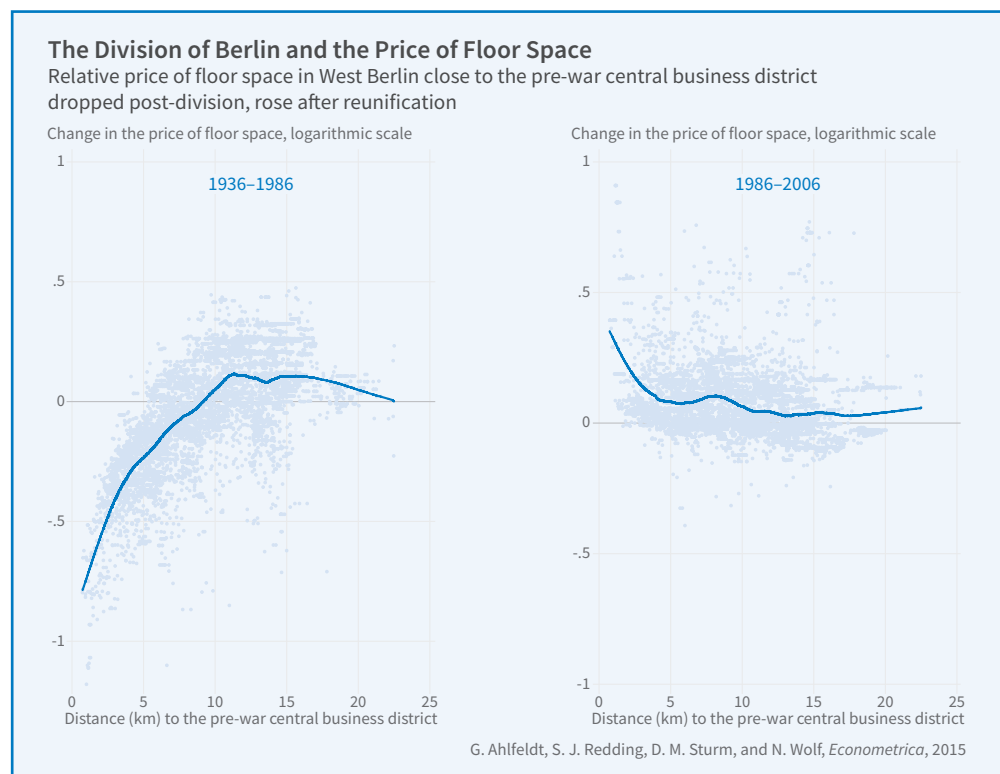 The Division of Berlin and the Price of Floor Space
Relative price of floor space in West Berlin close to the pre-war central business district
dropped post-division, rose after reunification
Change in the price of floor space, logarithmic scale
1
1936–1986
.5
0
-.5
-1
0 5 10 15 20 25
Distance (km) to the pre-war central business district
Change in the price of floor space, logarithmic scale
1
1986–2006
.5
0
-.5
-1
0 5 10 15 20 25
Distance (km) to the pre-war central business district
G. Ahlfeldt, S. J. Redding, D. M. Sturm, and N. Wolf, Econometrica, 2015